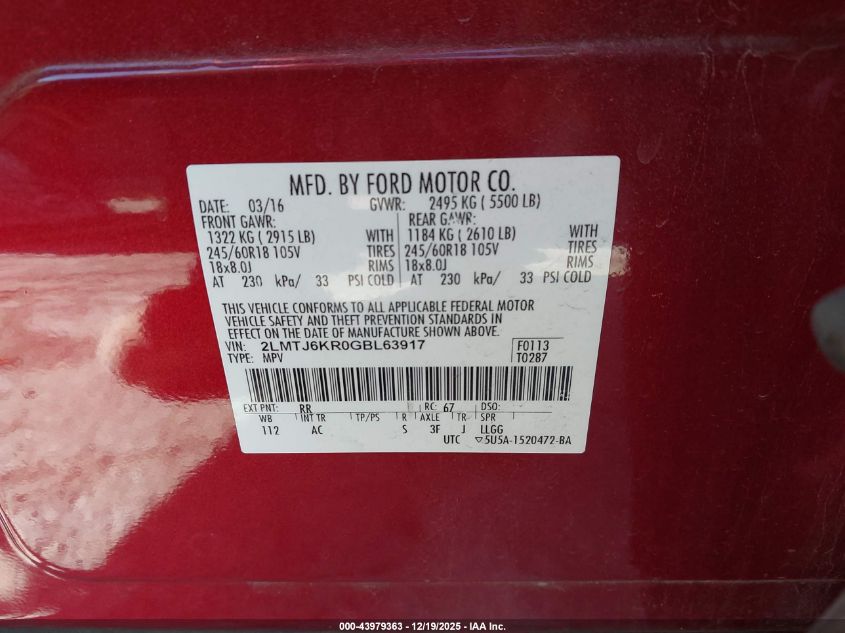 MFD. BY FORD MOTOR CO.
DATE: 03/16 GVWR: 2495 KG ( 5500 LB)
FRONT GAWR: REAR GAWR:
1322 KG ( 2915 LB) WITH 1184 KG ( 2610 LB) WITH
245/60R18 105V TIRES 245/60R18 105V TIRES
18x8.0J RIMS 18x8.0J RIMS
AT 230 kPa/ 33 PSI COLD AT 230 kPa/ 33 PSI COLD
THIS VEHICLE CONFORMS TO ALL APPLICABLE FEDERAL MOTOR
VEHICLE SAFETY AND THEFT PREVENTION STANDARDS IN
EFFECT ON THE DATE OF MANUFACTURE SHOWN ABOVE.
VIN: 2LMTJ6KR0GBL63917 F0113
TYPE: MPV T0287
EXT PNT: RR RC: 67 DSO:
WB INT TR TP/PS R AXLE TR SPR
112 AC S 3F J LLGG
UTC ▽5U5A-1520472-BA
000-43979363 - 12/19/2025 - IAA Inc.